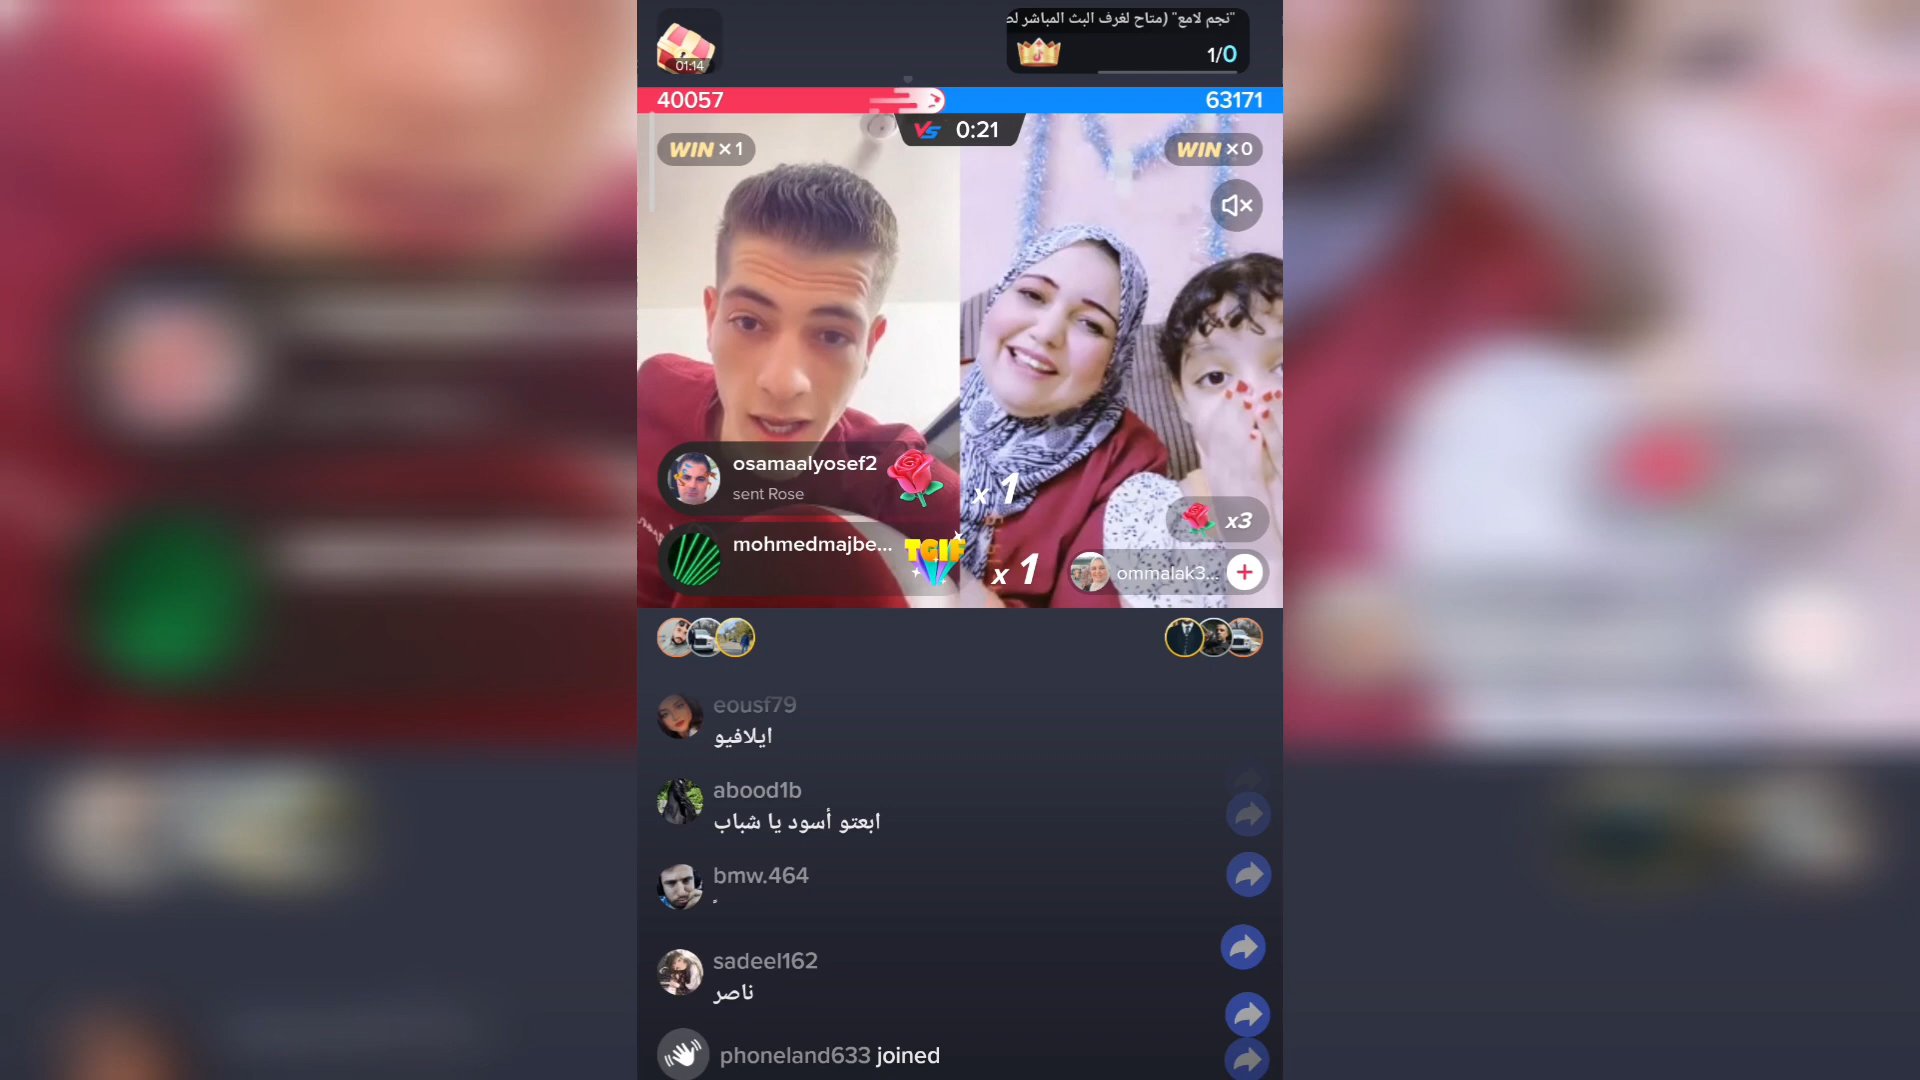 "نجم لامع" (متاح لغرف البث المباشر لد
1/0
01:14
40057
63171
VS 0:21
WIN ×1
WIN ×0
osamaalyosef2
sent Rose
x 1
x3
mohmedmajbe...
TGIF
x 1
ommalak3...
eousf79
ايلافيو
abood1b
ابعتو أسود يا شباب
bmw.464
sadeel162
ناصر
phoneland633 joined